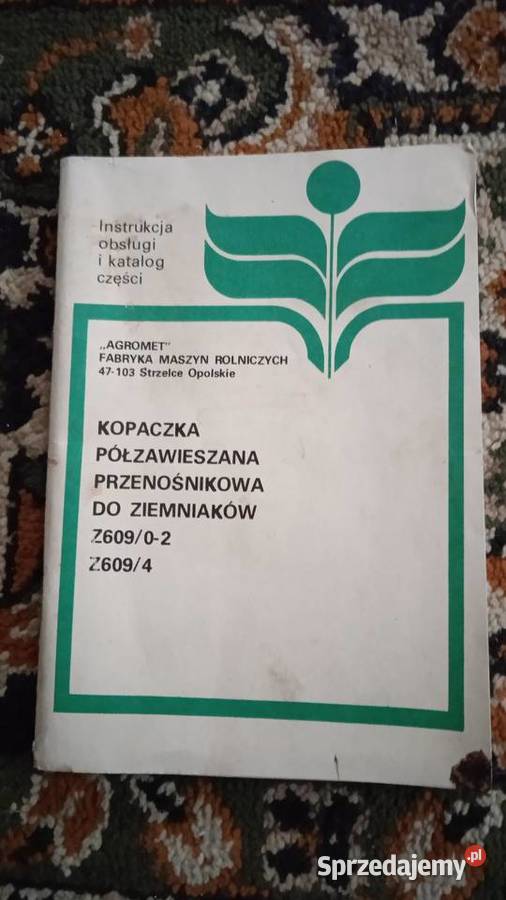 Instrukcja
obsługi
i katalog
części
„AGROMET"
FABRYKA MASZYN ROLNICZYCH
47-103 Strzelce Opolskie
KOPACZKA
PÓŁZAWIESZANA
PRZENOŚNIKOWA
DO ZIEMNIAKÓW
Z609/0-2
Z609/4
Sprzedajemy.pl